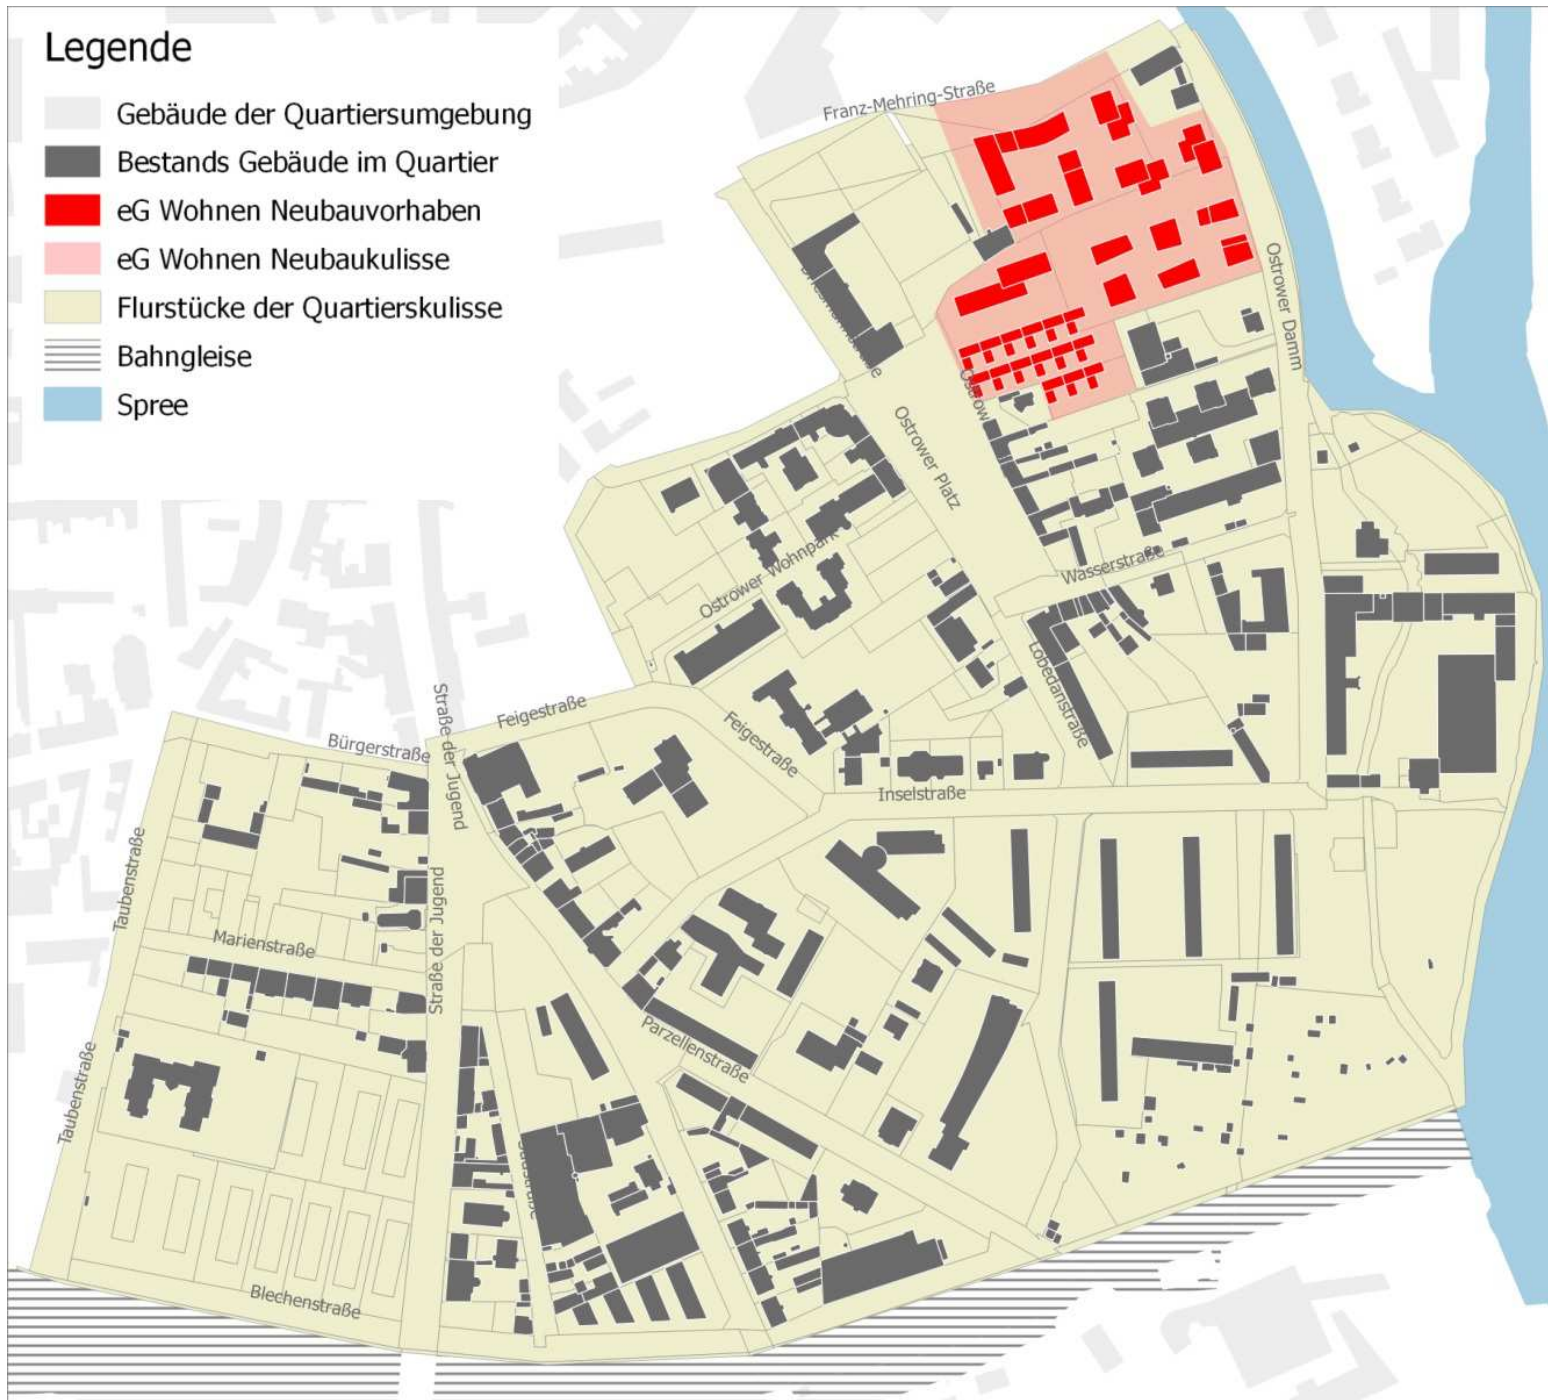 Legende
Gebäude der Quartiersumgebung
Bestands Gebäude im Quartier
eG Wohnen Neubauvorhaben
eG Wohnen Neubaukulisse
Flurstücke der Quartierskulisse
Bahngleise
Spree
Franz-Mehring-Straße
Ostrower Damm
Ostrow
Ostrower Platz
Ostrower Wohnpark
Wasserstraße
Lobedanstraße
Feigestraße
Feigestraße
Straße der Jugend
Bürgerstraße
Inselstraße
Taubenstraße
Straße der Jugend
Marienstraße
Parzellenstraße
Taubenstraße
Blechenstraße